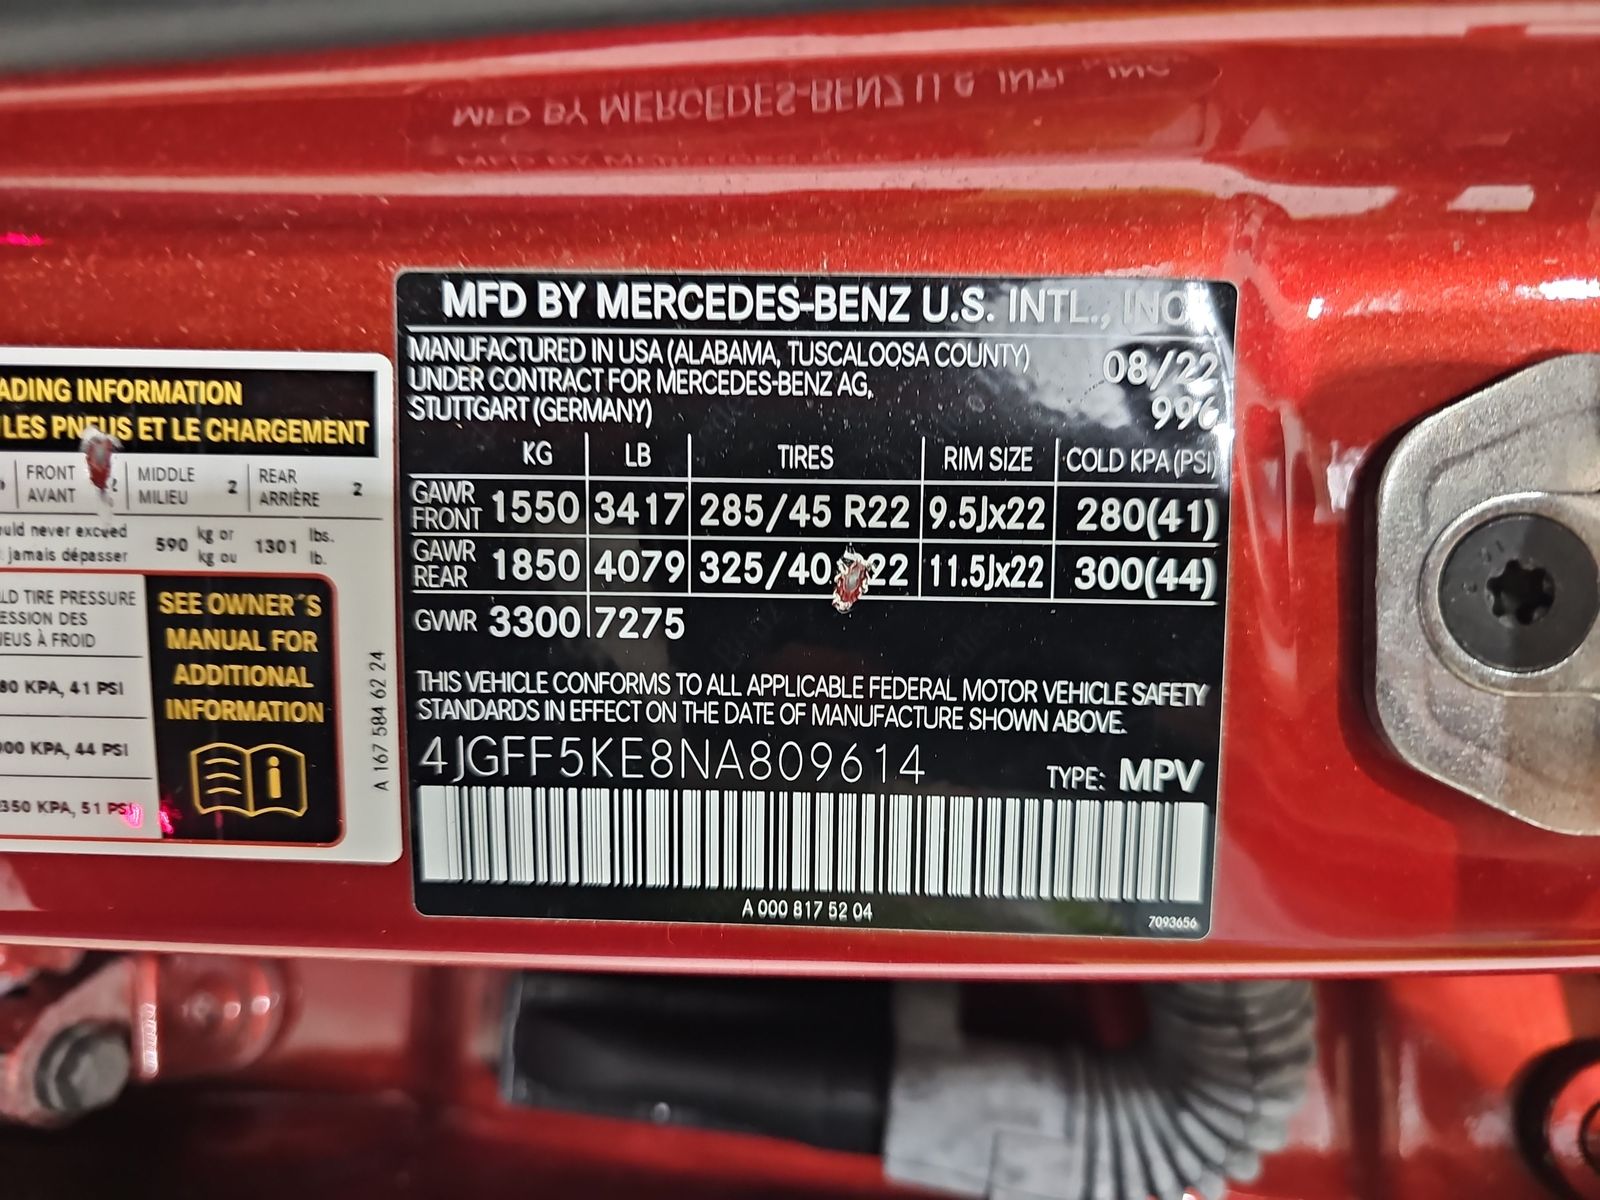 MFD BY MERCEDES-BENZ U.S. INTL., INC.
MANUFACTURED IN USA (ALABAMA, TUSCALOOSA COUNTY) 08/22
UNDER CONTRACT FOR MERCEDES-BENZ AG, 996
STUTTGART (GERMANY)
KG LB TIRES RIM SIZE COLD KPA(PSI)
GAWR FRONT 1550 3417 285/45 R22 9.5Jx22 280(41)
GAWR REAR 1850 4079 325/40 22 11.5Jx22 300(44)
GVWR 3300 7275
THIS VEHICLE CONFORMS TO ALL APPLICABLE FEDERAL MOTOR VEHICLE SAFETY
STANDARDS IN EFFECT ON THE DATE OF MANUFACTURE SHOWN ABOVE.
4JGFF5KE8NA809614 TYPE: MPV
A 000 817 52 04
7093656
ADING INFORMATION
LES PNEUS ET LE CHARGEMENT
FRONT AVANT 2 MIDDLE MILIEU 2 REAR ARRIÈRE 2
uld never exceed 590 kg or 1301 lbs.
jamais dépasser kg ou lb.
LD TIRE PRESSURE
ESSION DES
EUS À FROID
80 KPA, 41 PSI
00 KPA, 44 PSI
350 KPA, 51 PSI
SEE OWNER'S
MANUAL FOR
ADDITIONAL
INFORMATION
A 167 584 62 24